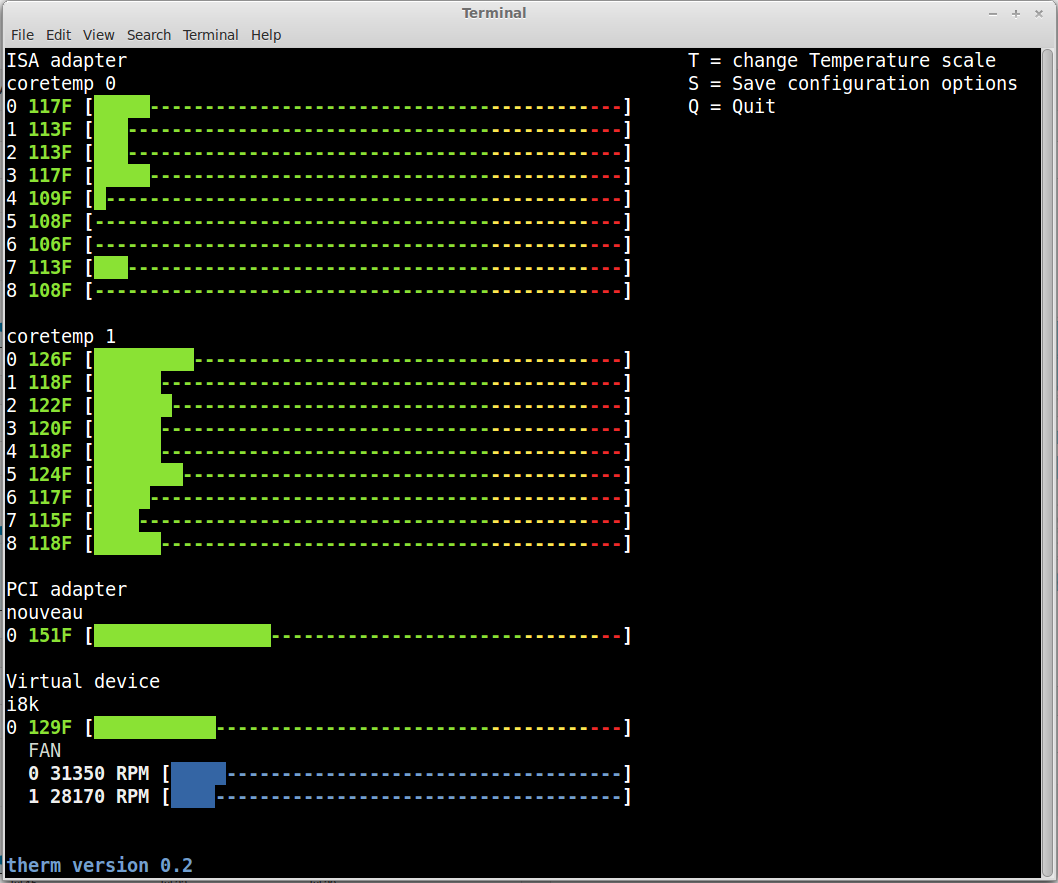 Terminal
File Edit View Search Terminal Help
ISA adapter
T = change Temperature scale
coretemp 0
S = Save configuration options
0 117F [------------------------------------------------]
Q = Quit
1 113F [------------------------------------------------]
2 113F [------------------------------------------------]
3 117F [------------------------------------------------]
4 109F [------------------------------------------------]
5 108F [------------------------------------------------]
6 106F [------------------------------------------------]
7 113F [------------------------------------------------]
8 108F [------------------------------------------------]
coretemp 1
0 126F [---------------------------------------]
1 118F [------------------------------------------]
2 122F [-----------------------------------------]
3 120F [------------------------------------------]
4 118F [------------------------------------------]
5 124F [----------------------------------------]
6 117F [-------------------------------------------]
7 115F [--------------------------------------------]
8 118F [------------------------------------------]
PCI adapter
nouveau
0 151F [--------------------------------]
Virtual device
i8k
0 129F [-------------------------------------]
FAN
0 31350 RPM [------------------------------------]
1 28170 RPM [-------------------------------------]
therm version 0.2